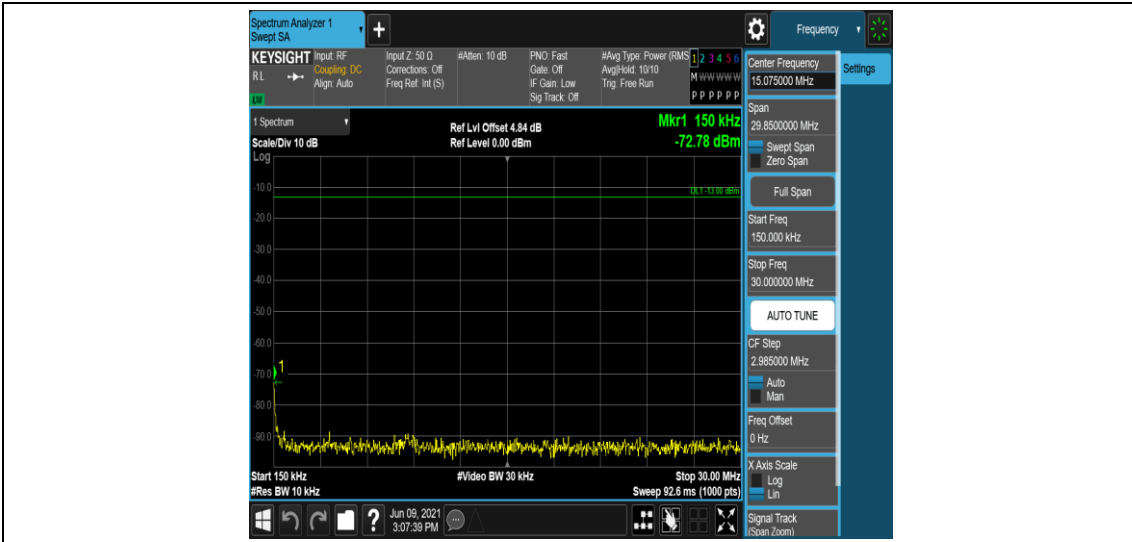 Spectrum Analyzer 1
Swept SA
+
Frequency
KEYSIGHT
RL
LXI
Input: RF
Coupling: DC
Align: Auto
Input Z: 50 Ω
Corrections: Off
Freq Ref: Int (S)
#Atten: 10 dB
PNO: Fast
Gate: Off
IF Gain: Low
Sig Track: Off
#Avg Type: Power (RMS
Avg|Hold: 10/10
Trig: Free Run
1 2 3 4 5 6
M W W W W W
P P P P P P
1 Spectrum
Scale/Div 10 dB
Log
Ref Lvl Offset 4.84 dB
Ref Level 0.00 dBm
Mkr1 150 kHz
-72.78 dBm
DL1 -13.00 dBm
-10.0
-20.0
-30.0
-40.0
-50.0
-60.0
-70.0
-80.0
-90.0
1
Start 150 kHz
#Res BW 10 kHz
#Video BW 30 kHz
Stop 30.00 MHz
Sweep 92.6 ms (1000 pts)
Center Frequency
15.075000 MHz
Settings
Span
29.8500000 MHz
Swept Span
Zero Span
Full Span
Start Freq
150.000 kHz
Stop Freq
30.000000 MHz
AUTO TUNE
CF Step
2.985000 MHz
Auto
Man
Freq Offset
0 Hz
X Axis Scale
Log
Lin
Signal Track
(Span Zoom)
?
Jun 09, 2021
3:07:39 PM